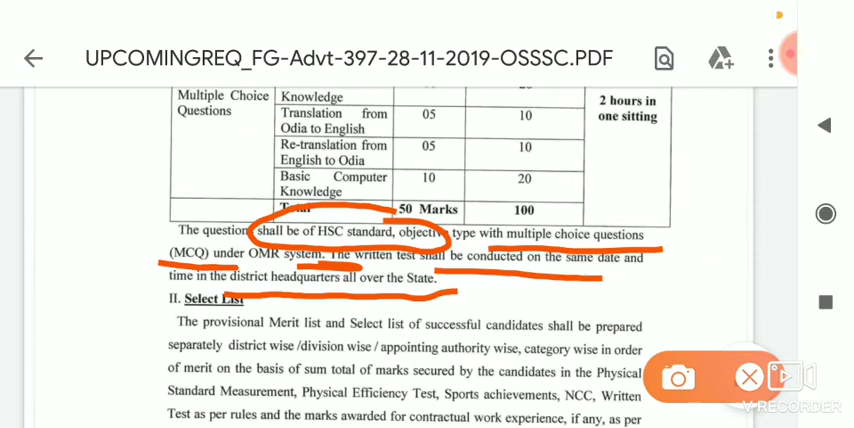 UPCOMINGREQ_FG-Advt-397-28-11-2019-OSSSC.PDF
Multiple Choice Questions
Knowledge
2 hours in one sitting
Translation from Odia to English
05
10
Re-translation from English to Odia
05
10
Basic Computer Knowledge
10
20
Total
50 Marks
100
The question shall be of HSC standard, objective type with multiple choice questions
(MCQ) under OMR system. The written test shall be conducted on the same date and
time in the district headquarters all over the State.
II. Select List
The provisional Merit list and Select list of successful candidates shall be prepared
separately district wise /division wise / appointing authority wise, category wise in order
of merit on the basis of sum total of marks secured by the candidates in the Physical
Standard Measurement, Physical Efficiency Test, Sports achievements, NCC, Written
Test as per rules and the marks awarded for contractual work experience, if any, as per
V RECORDER